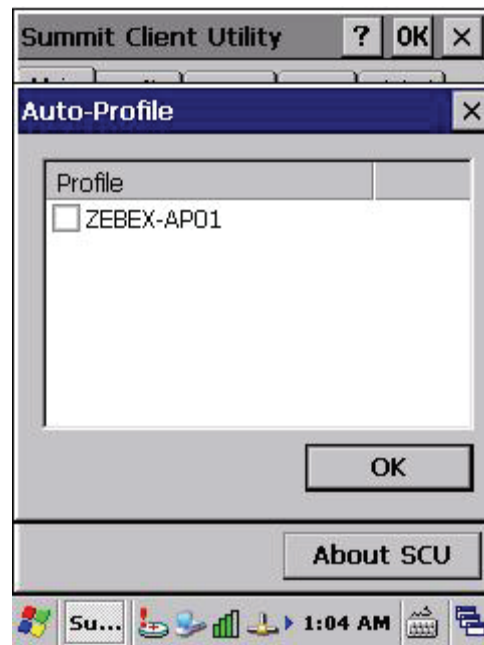 Summit Client Utility ? OK ×
Auto-Profile ×
Profile
ZEBEX-AP01
OK
About SCU
Su... 1:04 AM